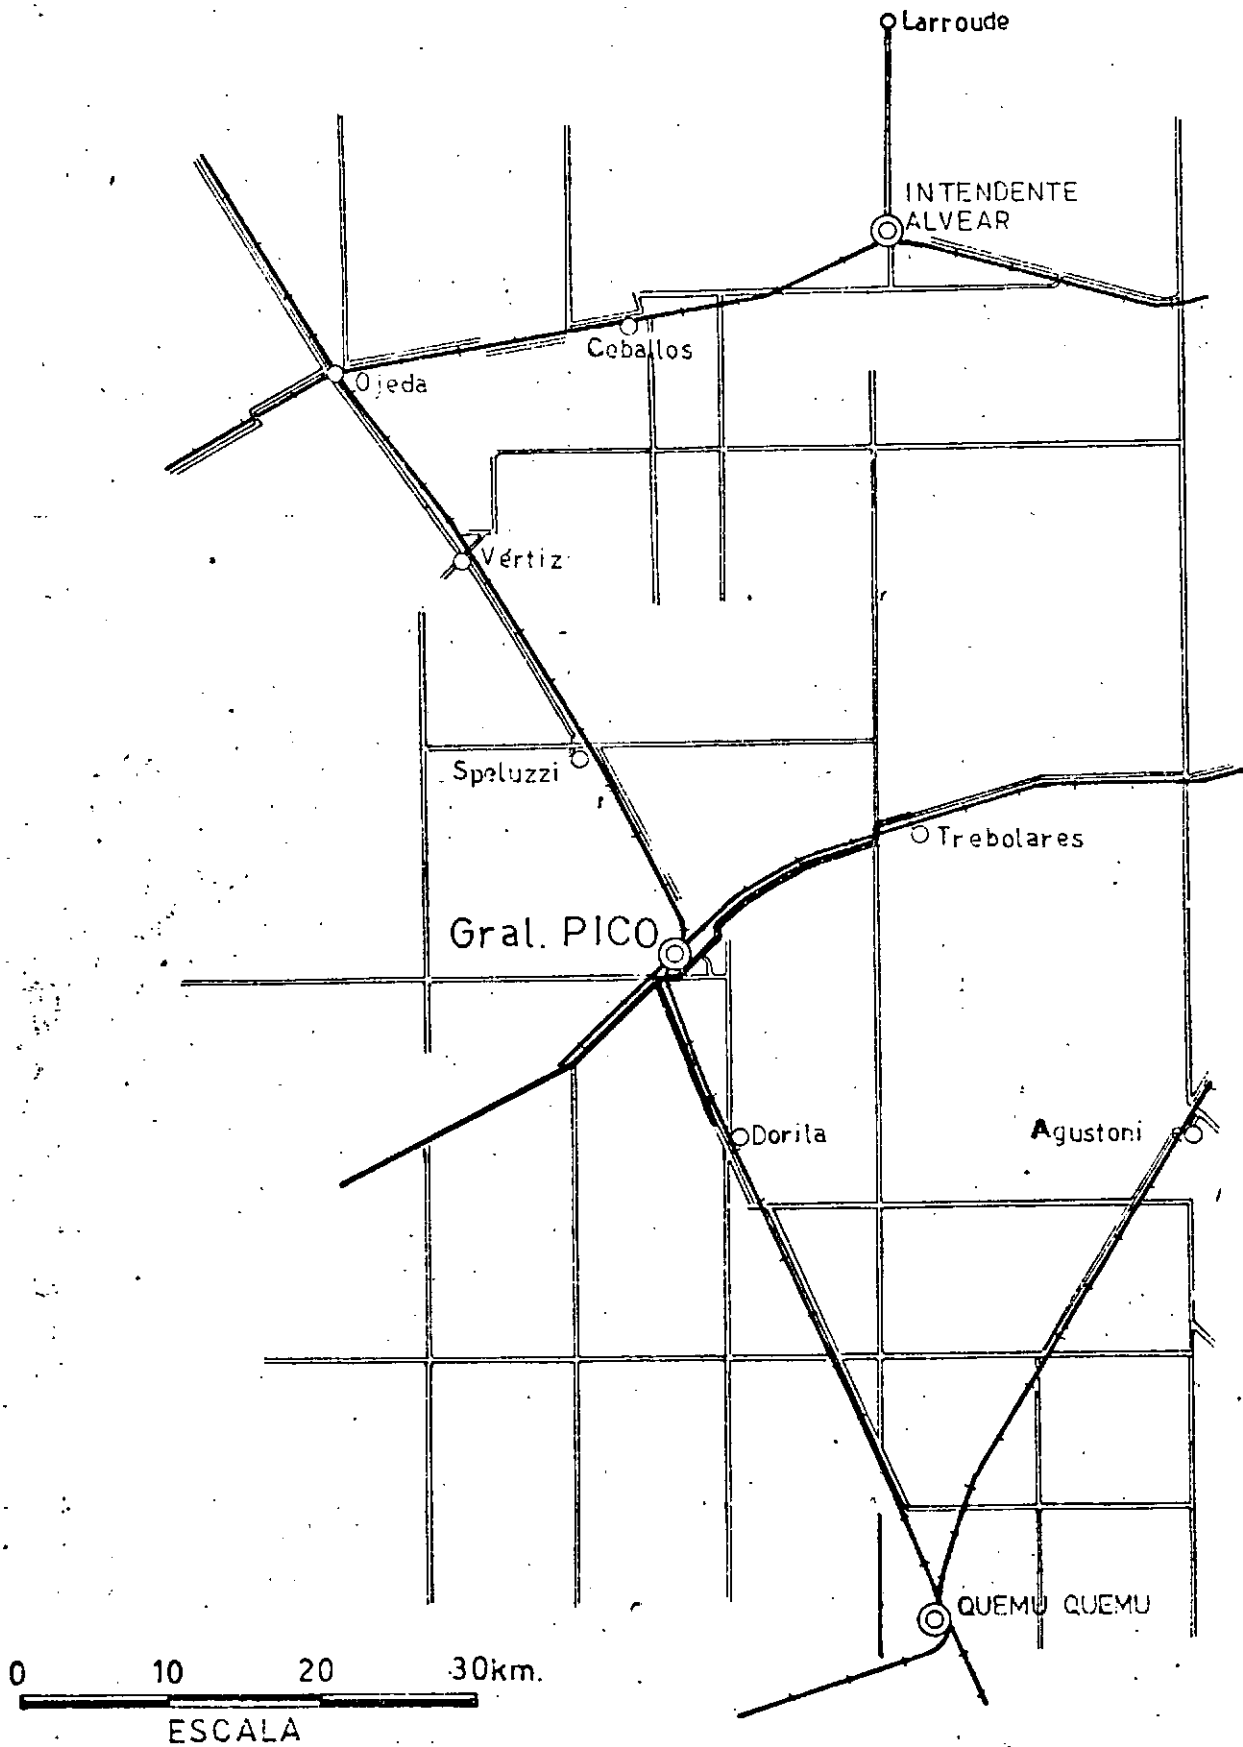 Larroude
INTENDENTE
ALVEAR
Ceballos
Ojeda
Vértiz
Speluzzi
Trebolares
Gral. PICO
Dorila
Agustoni
QUEMU QUEMU
0 10 20 30km.
ESCALA